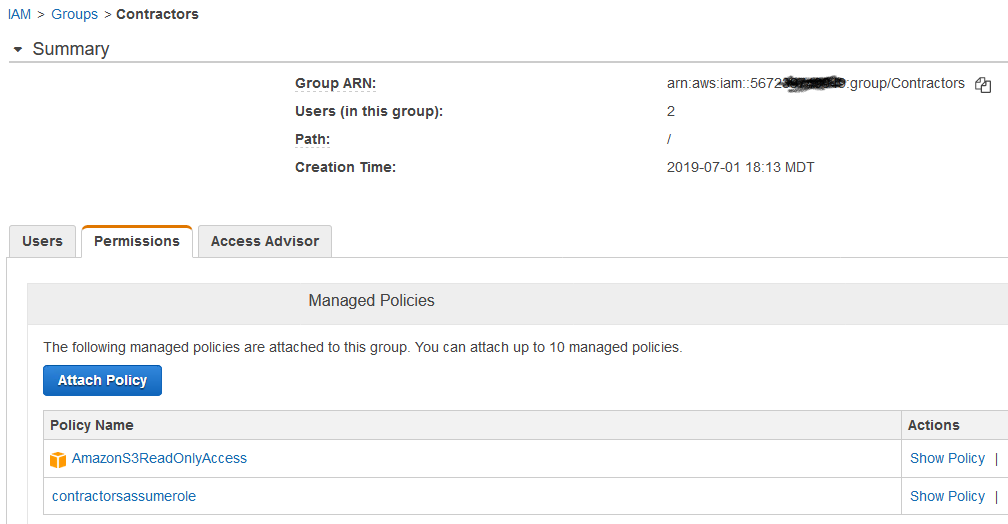 IAM > Groups > Contractors
Summary
Group ARN: arn:aws:iam::5672 :group/Contractors
Users (in this group): 2
Path: /
Creation Time: 2019-07-01 18:13 MDT
Users Permissions Access Advisor
Managed Policies
The following managed policies are attached to this group. You can attach up to 10 managed policies.
Attach Policy
Policy Name Actions
AmazonS3ReadOnlyAccess Show Policy |
contractorsassumerole Show Policy |